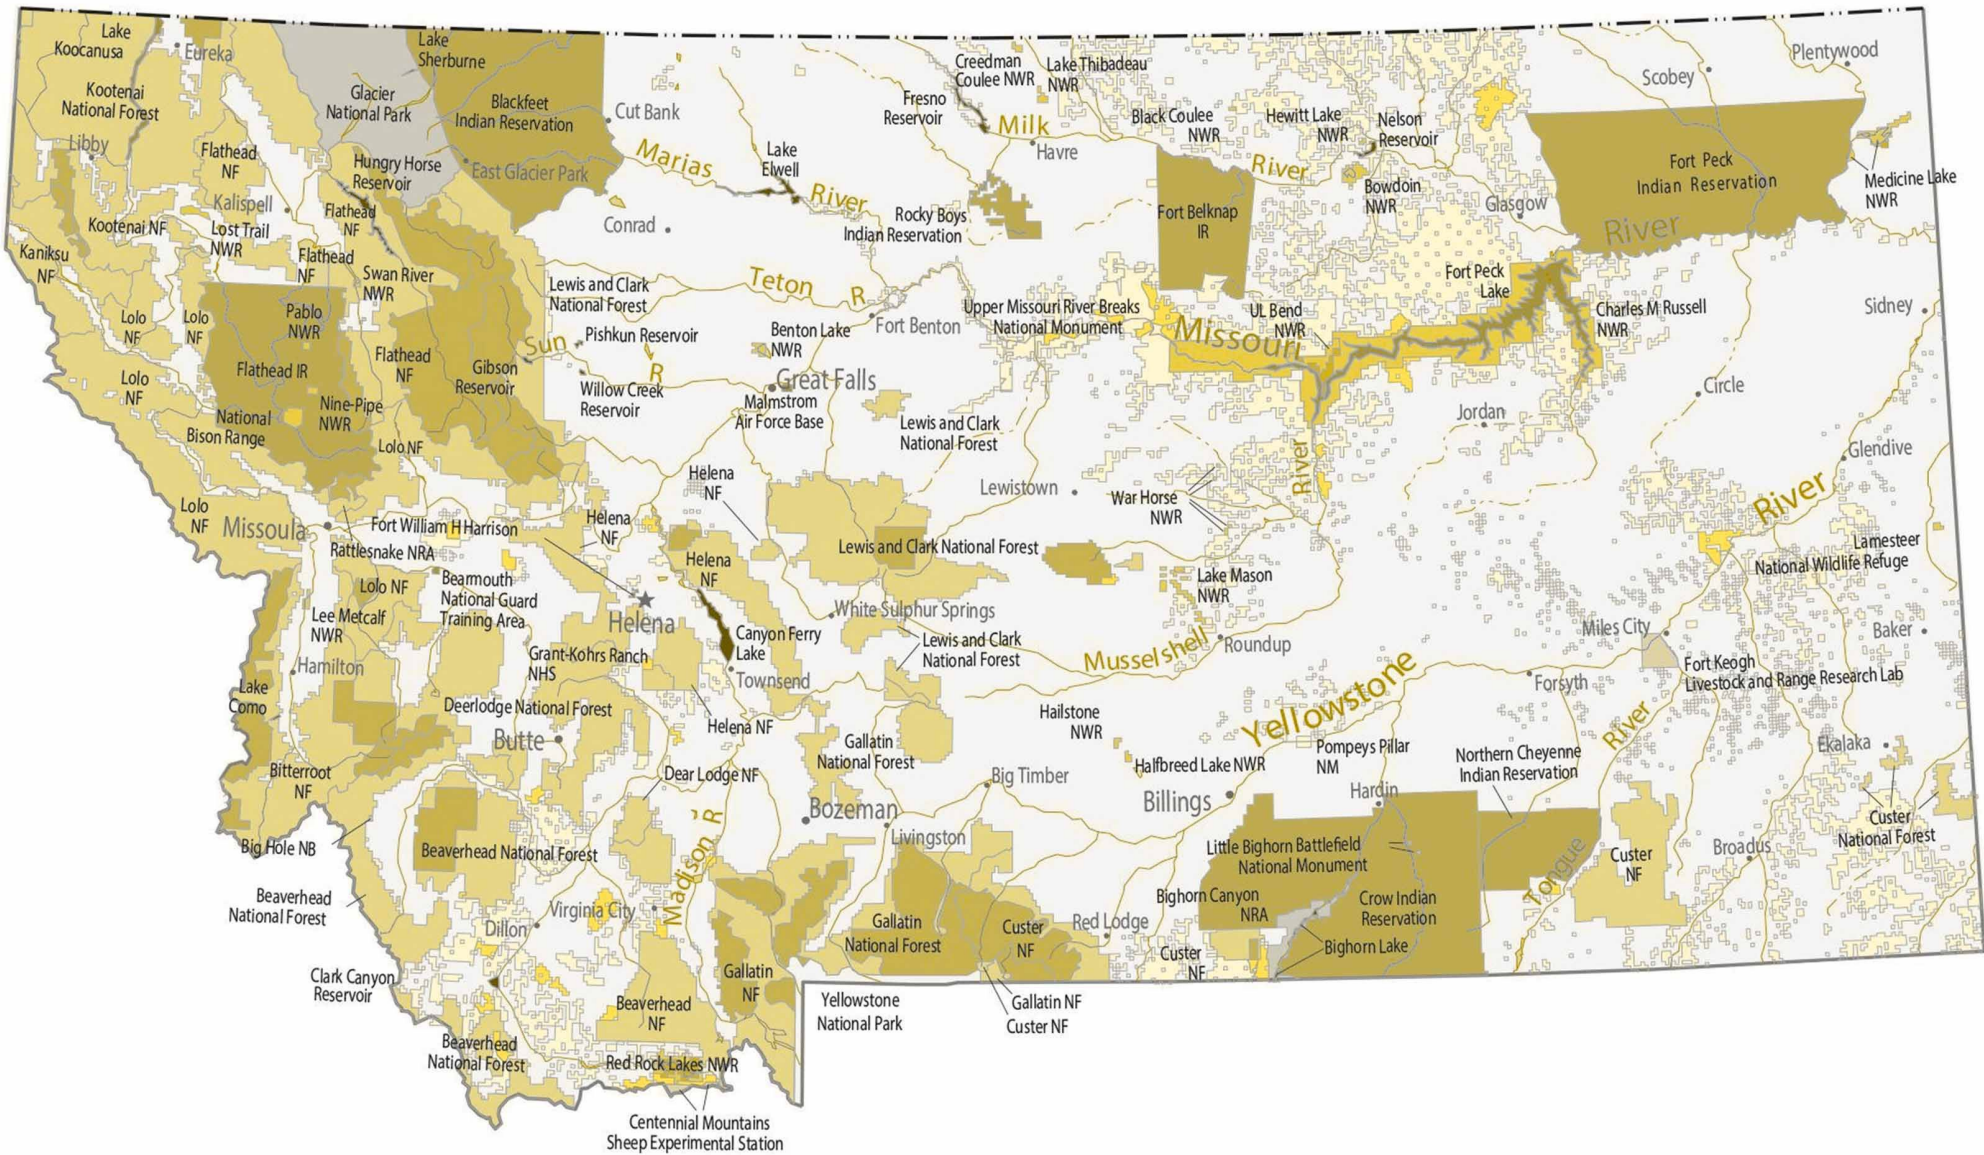 Lake
Koocanusa
Eureka
Kootenai
National Forest
Libby
Glacier
National Park
Lake
Sherburne
Blackfeet
Indian Reservation
Cut Bank
East Glacier Park
Hungry Horse
Reservoir
Flathead
NF
Kalispell
Flathead
NF
Kootenai NF
Lost Trail
NWR
Kaniksu
NF
Flathead
NF
Swan River
NWR
Conrad
Marias
River
Lake
Elwell
Fresno
Reservoir
Creedman
Coulee NWR
Lake Thibadeau
NWR
Milk
River
Havre
Rocky Boys
Indian Reservation
Black Coulee
NWR
Hewitt Lake
NWR
Nelson
Reservoir
Bowdoin
NWR
Fort Belknap
IR
Glasgow
Scobey
Plentywood
Fort Peck
Indian Reservation
Medicine Lake
NWR
River
Lolo
NF
Lolo
NF
Pablo
NWR
Flathead IR
Flathead
NF
Gibson
Reservoir
Lewis and Clark
National Forest
Teton
R
Sun
R
Pishkun Reservoir
Willow Creek
Reservoir
Benton Lake
NWR
Fort Benton
Great Falls
Malmstrom
Air Force Base
Upper Missouri River Breaks
National Monument
Missouri
River
UL Bend
NWR
Fort Peck
Lake
Charles M Russell
NWR
Sidney
Circle
Jordan
Glendive
Lolo
NF
National
Bison Range
Nine-Pipe
NWR
Lolo NF
Lewis and Clark
National Forest
Lolo
NF
Missoula
Fort William H Harrison
Rattlesnake NRA
Helena
NF
Helena
NF
Helena
NF
Lewis and Clark National Forest
Lewistown
War Horse
NWR
River
Lamesteer
National Wildlife Refuge
Lolo NF
Bearmouth
National Guard
Training Area
Lee Metcalf
NWR
Helena
Canyon Ferry
Lake
White Sulphur Springs
Lewis and Clark
National Forest
Lake Mason
NWR
Musselshell
Roundup
Miles City
Baker
Fort Keogh
Livestock and Range Research Lab
Hamilton
Grant-Kohrs Ranch
NHS
Townsend
Lake
Como
Deerlodge National Forest
Butte
Helena NF
Yellowstone
Forsyth
River
Hailstone
NWR
Gallatin
National Forest
Halfbreed Lake NWR
Pompeys Pillar
NM
Northern Cheyenne
Indian Reservation
Ekalaka
Bitterroot
NF
Dear Lodge NF
Big Timber
Billings
Hardin
Bozeman
Livingston
Big Hole NB
Beaverhead National Forest
Madison R
Little Bighorn Battlefield
National Monument
Tongue
Custer
NF
Broadus
Custer
National Forest
Beaverhead
National Forest
Virginia City
Dillon
Gallatin
National Forest
Custer
NF
Red Lodge
Bighorn Canyon
NRA
Crow Indian
Reservation
Bighorn Lake
Custer
NF
Clark Canyon
Reservoir
Gallatin
NF
Beaverhead
NF
Yellowstone
National Park
Gallatin NF
Custer NF
Beaverhead
National Forest
Red Rock Lakes NWR
Centennial Mountains
Sheep Experimental Station